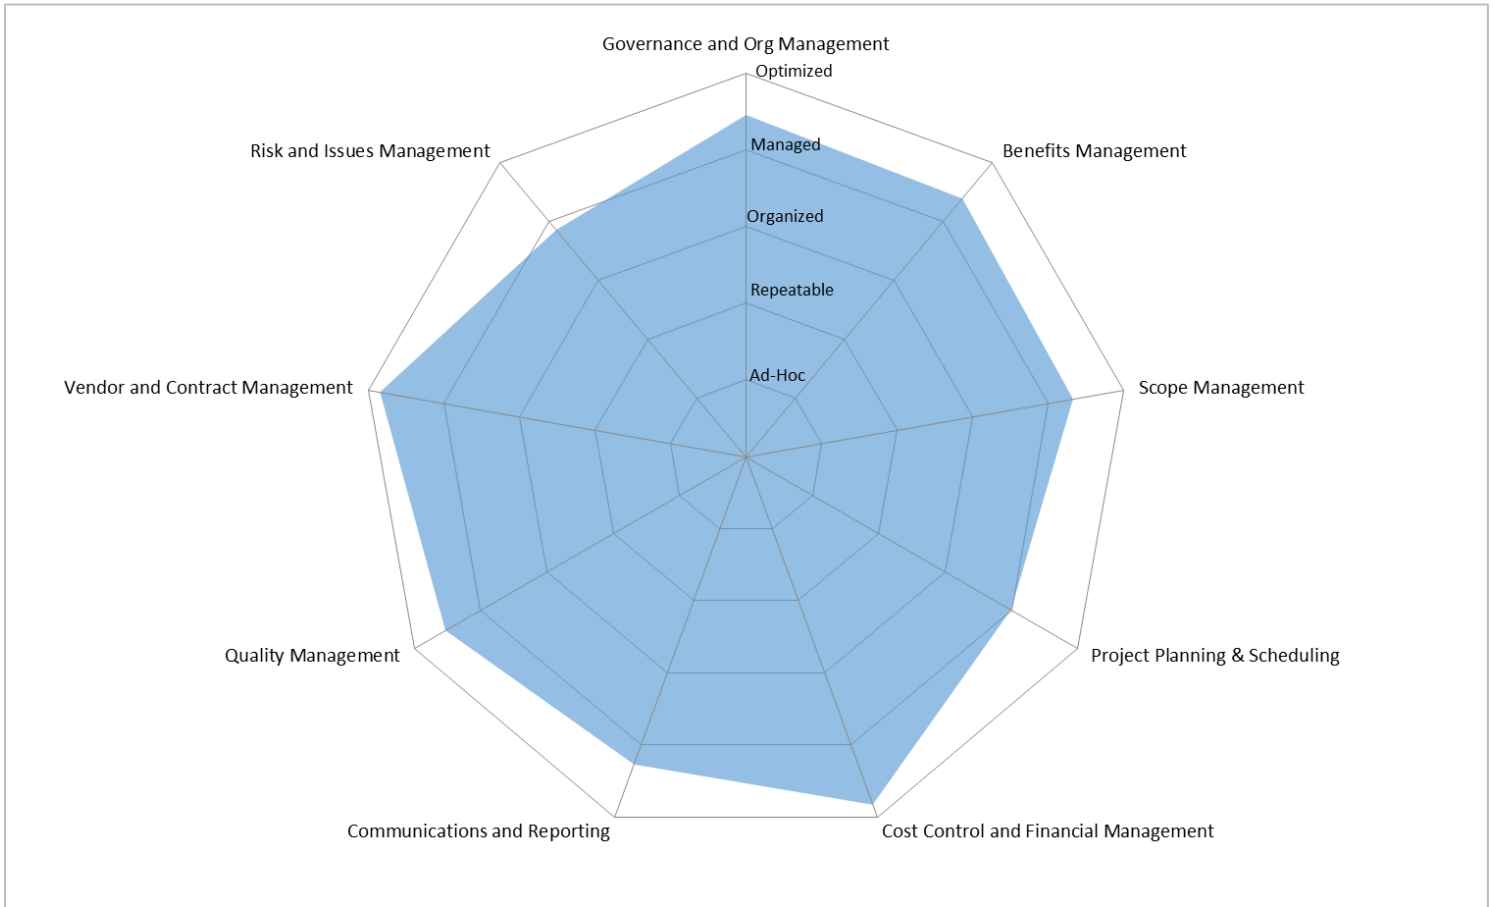 Governance and Org Management
Optimized
Risk and Issues Management
Managed
Benefits Management
Organized
Repeatable
Ad-Hoc
Vendor and Contract Management
Scope Management
Quality Management
Project Planning & Scheduling
Communications and Reporting
Cost Control and Financial Management